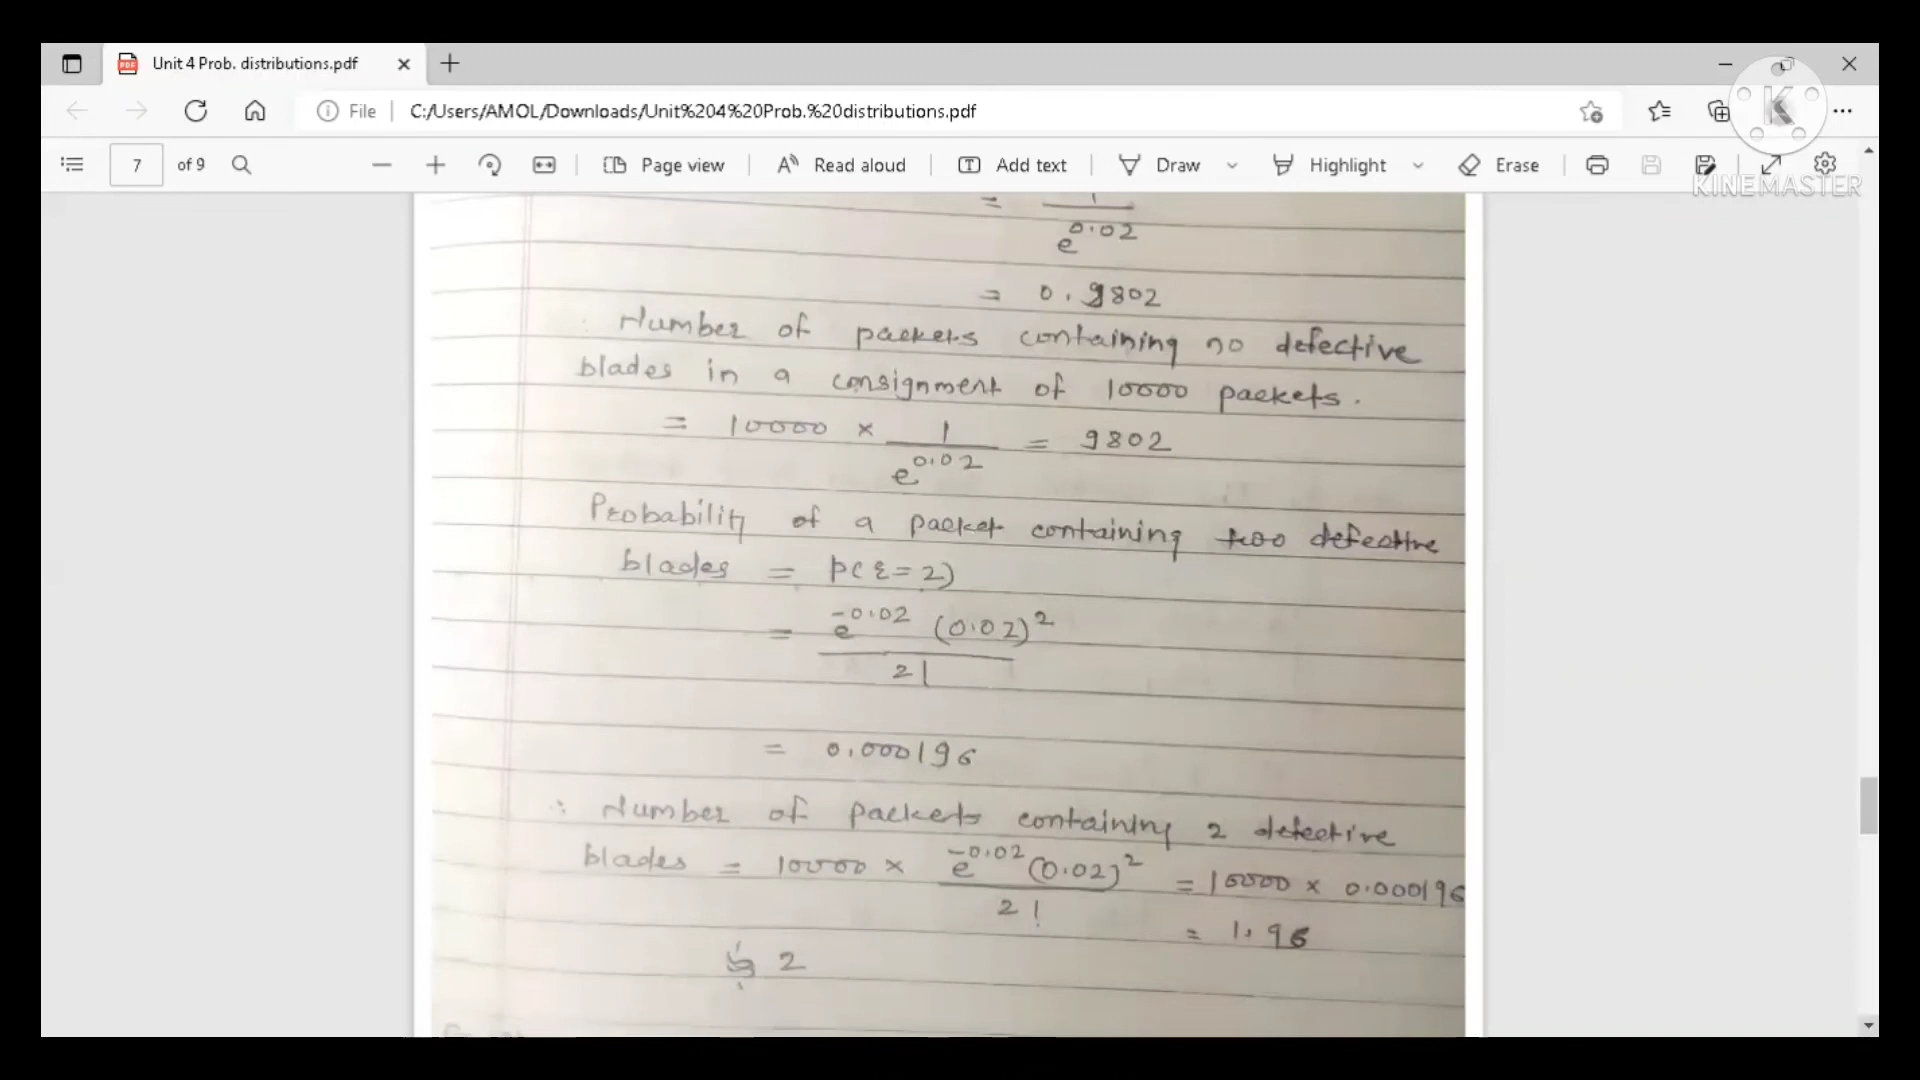 Unit 4 Prob. distributions.pdf
File C:/Users/AMOL/Downloads/Unit%204%20Prob.%20distributions.pdf
7 of 9 Page view Read aloud Add text Draw Highlight Erase
KINEMASTER
= 1 / e^0.02
= 0.9802
Number of packets containing no defective
blades in a consignment of 10000 packets.
= 10000 × 1 / e^0.02 = 9802
Probability of a packet containing two defective
blades = p(r=2)
= e^-0.02 (0.02)^2 / 2!
= 0.000196
∴ Number of packets containing 2 defective
blades = 10000 × e^-0.02 (0.02)^2 / 2! = 10000 × 0.000196
= 1.96
≒ 2